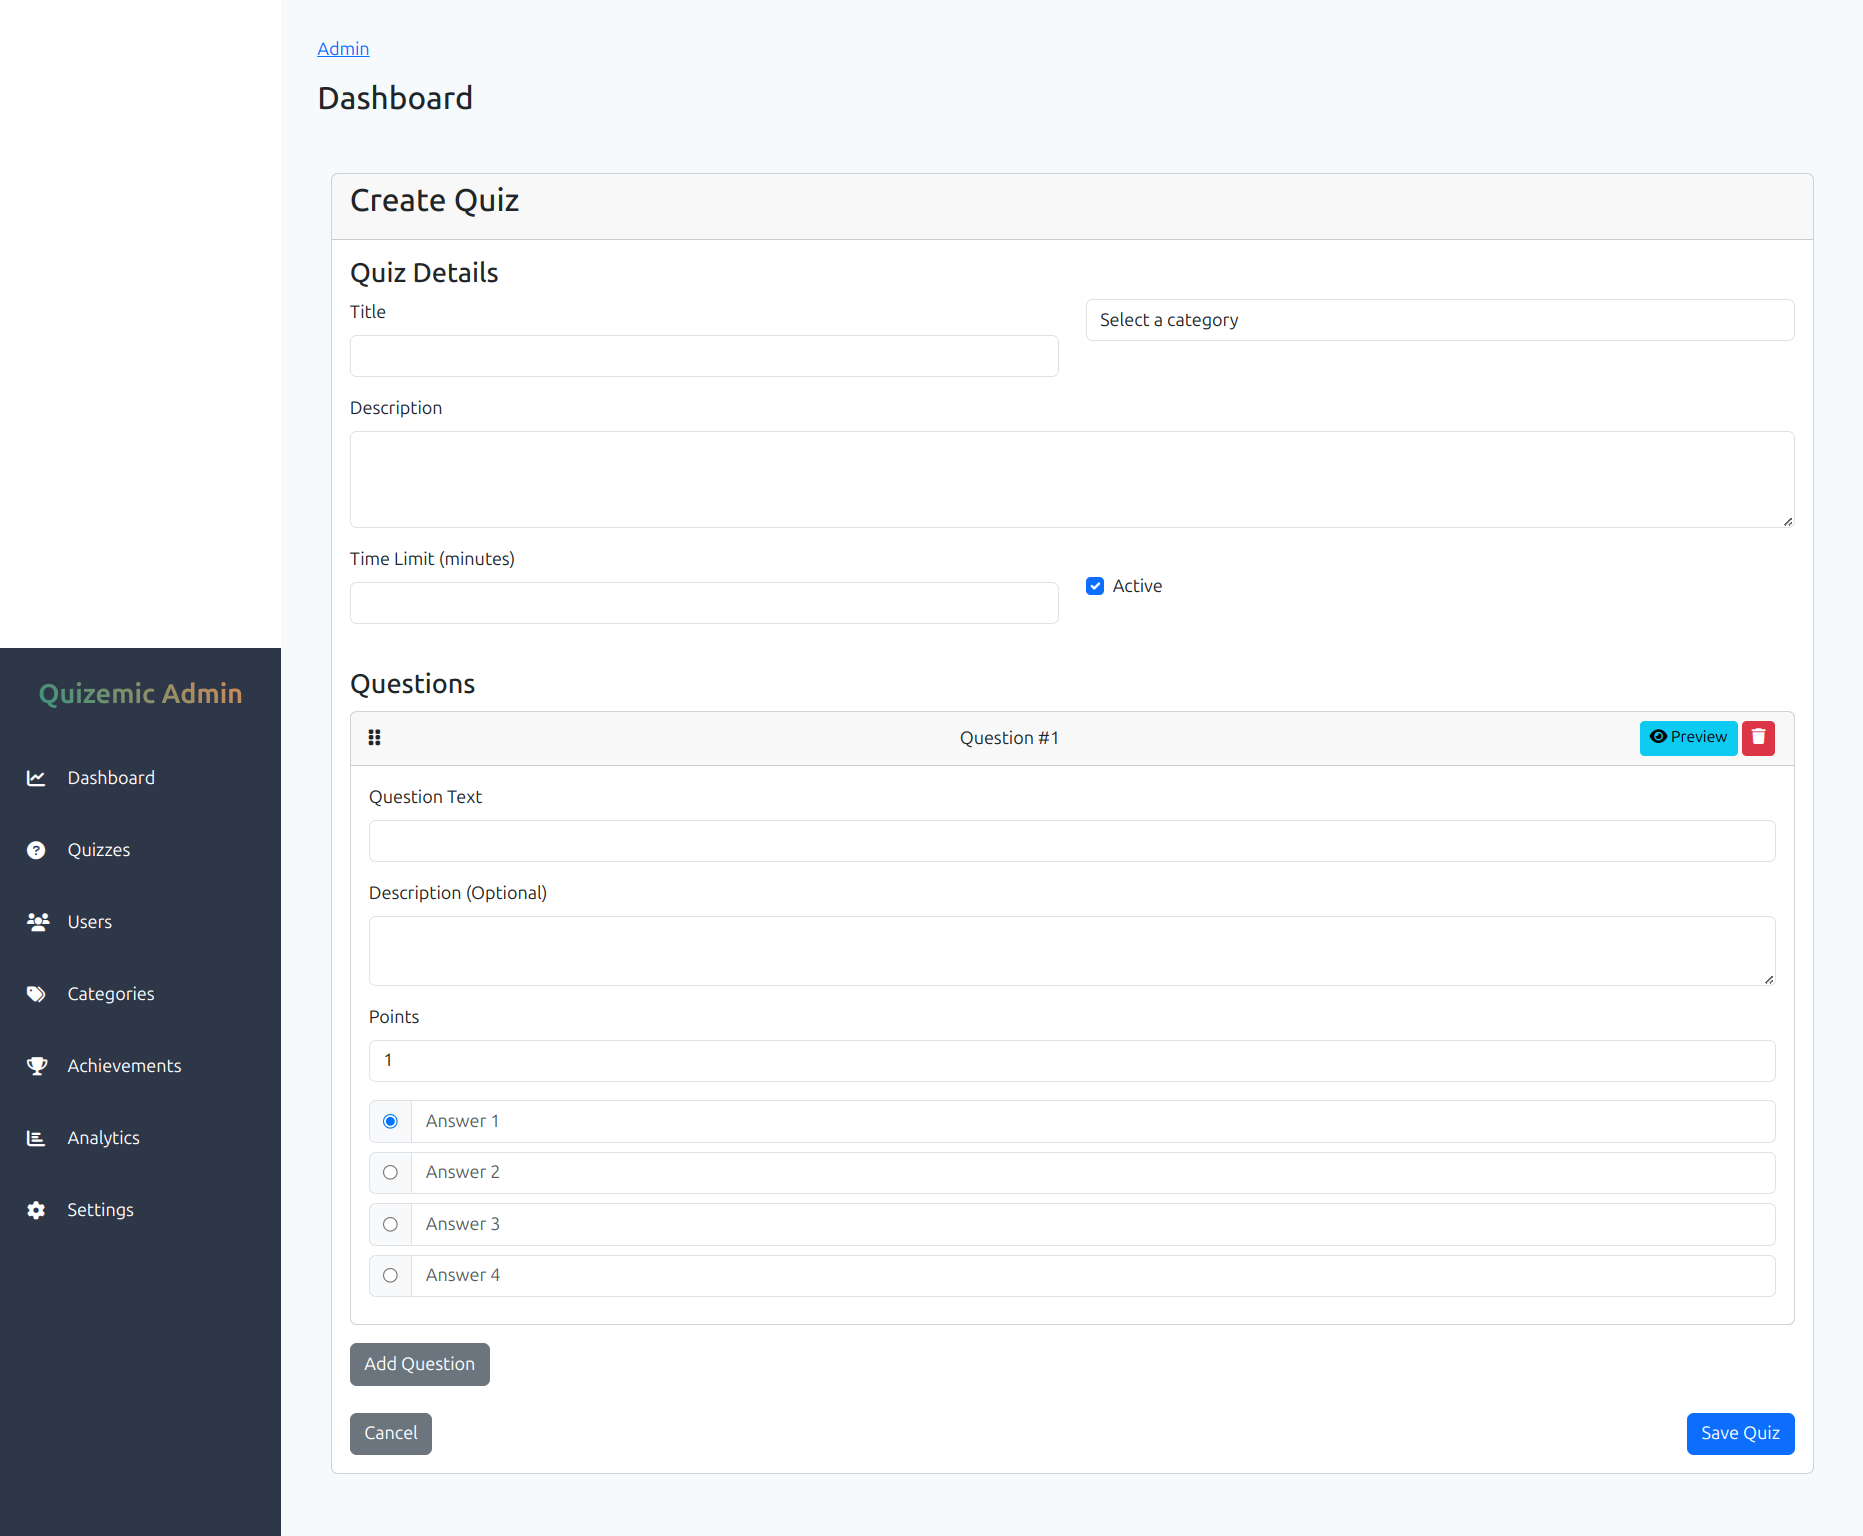 Admin
Dashboard
Create Quiz
Quiz Details
Title
Select a category
Description
Time Limit (minutes)
Active
Quizemic Admin
Dashboard
Quizzes
Users
Categories
Achievements
Analytics
Settings
Questions
Question #1
Preview
Question Text
Description (Optional)
Points
1
Answer 1
Answer 2
Answer 3
Answer 4
Add Question
Cancel
Save Quiz